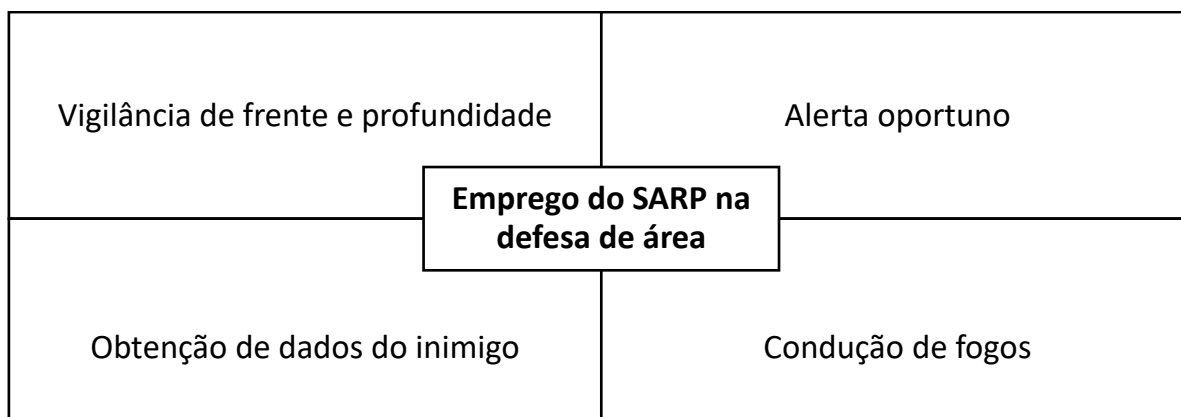 Vigilância de frente e profundidade
Alerta oportuno
Emprego do SARP na
defesa de área
Obtenção de dados do inimigo
Condução de fogos